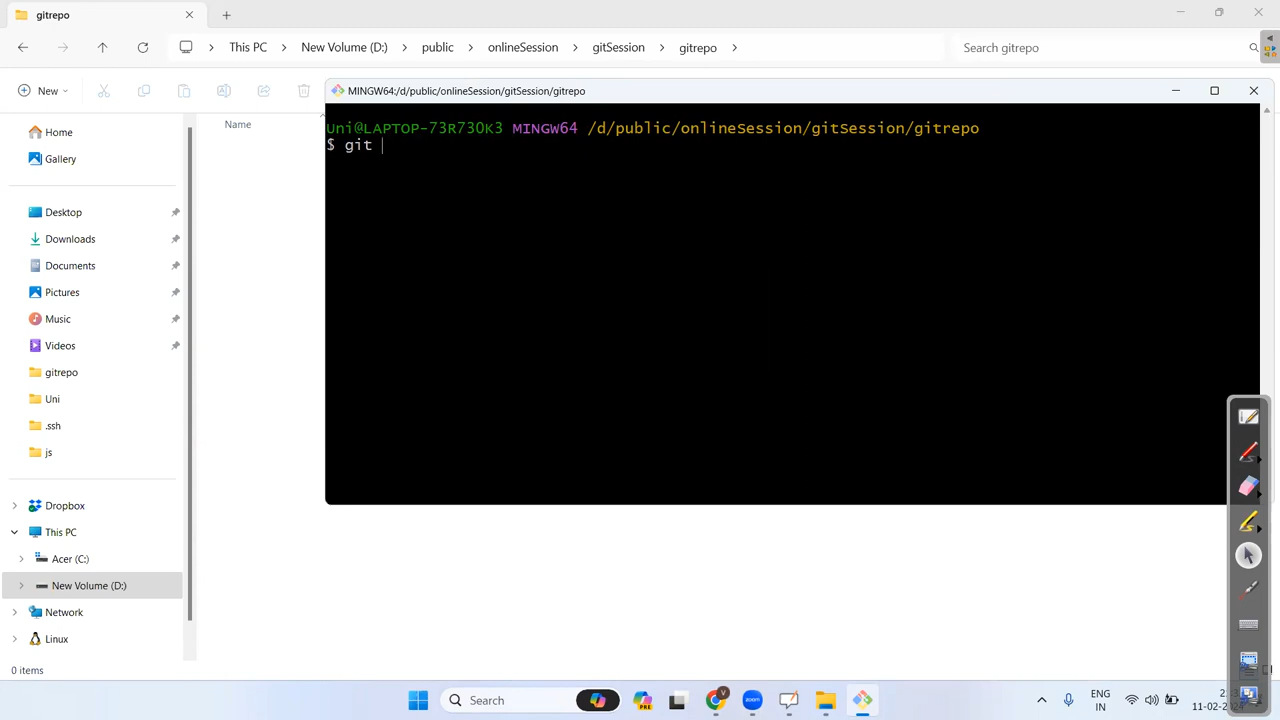 gitrepo
This PC
New Volume (D:)
public
onlineSession
gitSession
gitrepo
Search gitrepo
New
MINGW64:/d/public/onlineSession/gitSession/gitrepo
Home
Name
Uni@LAPTOP-73R73OK3 MINGW64 /d/public/onlineSession/gitSession/gitrepo
$ git
Gallery
Desktop
Downloads
Documents
Pictures
Music
Videos
gitrepo
Uni
.ssh
js
Dropbox
This PC
Acer (C:)
New Volume (D:)
Network
Linux
0 items
Search
PRE
ENG
IN